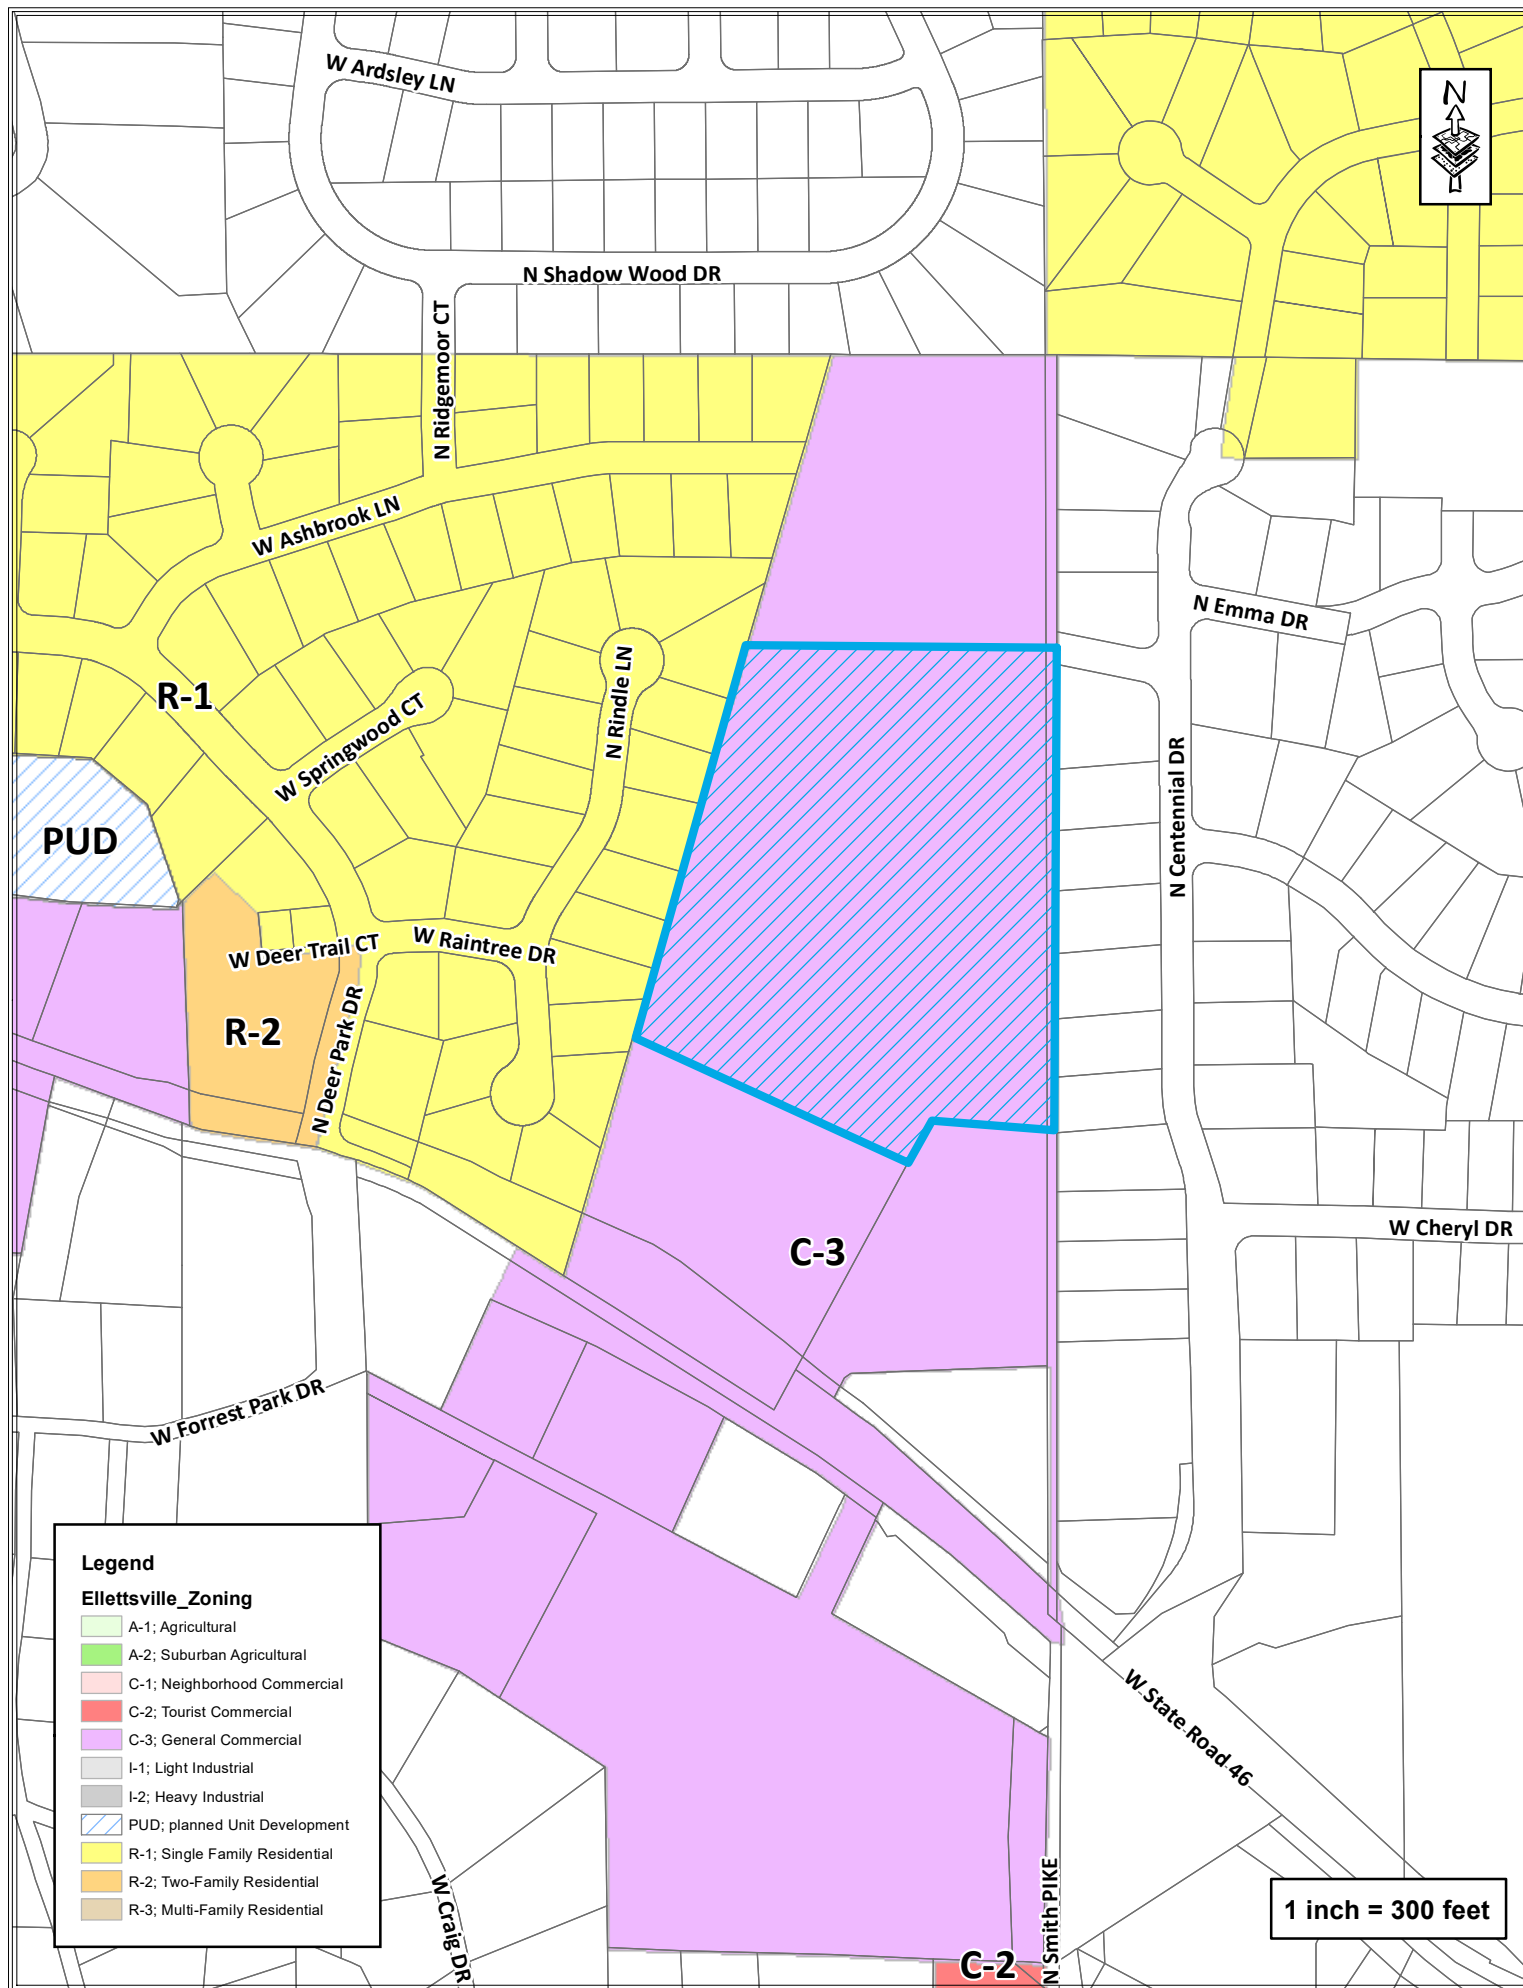 W Ardsley LN
N
N Shadow Wood DR
N Ridgemoor CT
W Ashbrook LN
N Emma DR
N Rindle LN
R-1
W Springwood CT
N Centennial DR
PUD
W Deer Trail CT
W Raintree DR
R-2
N Deer Park DR
C-3
W Cheryl DR
W Forrest Park DR
Legend
Ellettsville_Zoning
A-1; Agricultural
A-2; Suburban Agricultural
C-1; Neighborhood Commercial
C-2; Tourist Commercial
C-3; General Commercial
I-1; Light Industrial
I-2; Heavy Industrial
PUD; planned Unit Development
R-1; Single Family Residential
R-2; Two-Family Residential
R-3; Multi-Family Residential
W State Road 46
W Craig DR
N Smith PIKE
1 inch = 300 feet
C-2